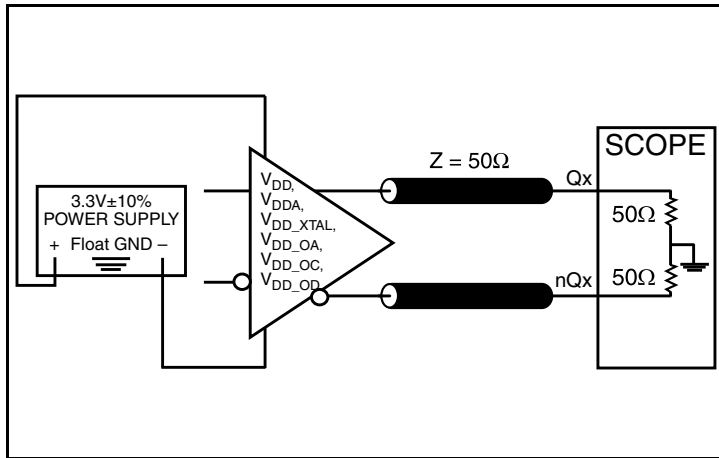 3.3V±10%
POWER SUPPLY
+ Float GND –
V_DD,
V_DDA,
V_DD_XTAL,
V_DD_OA,
V_DD_OC,
V_DD_OD
Z = 50Ω
Qx
nQx
SCOPE
50Ω
50Ω